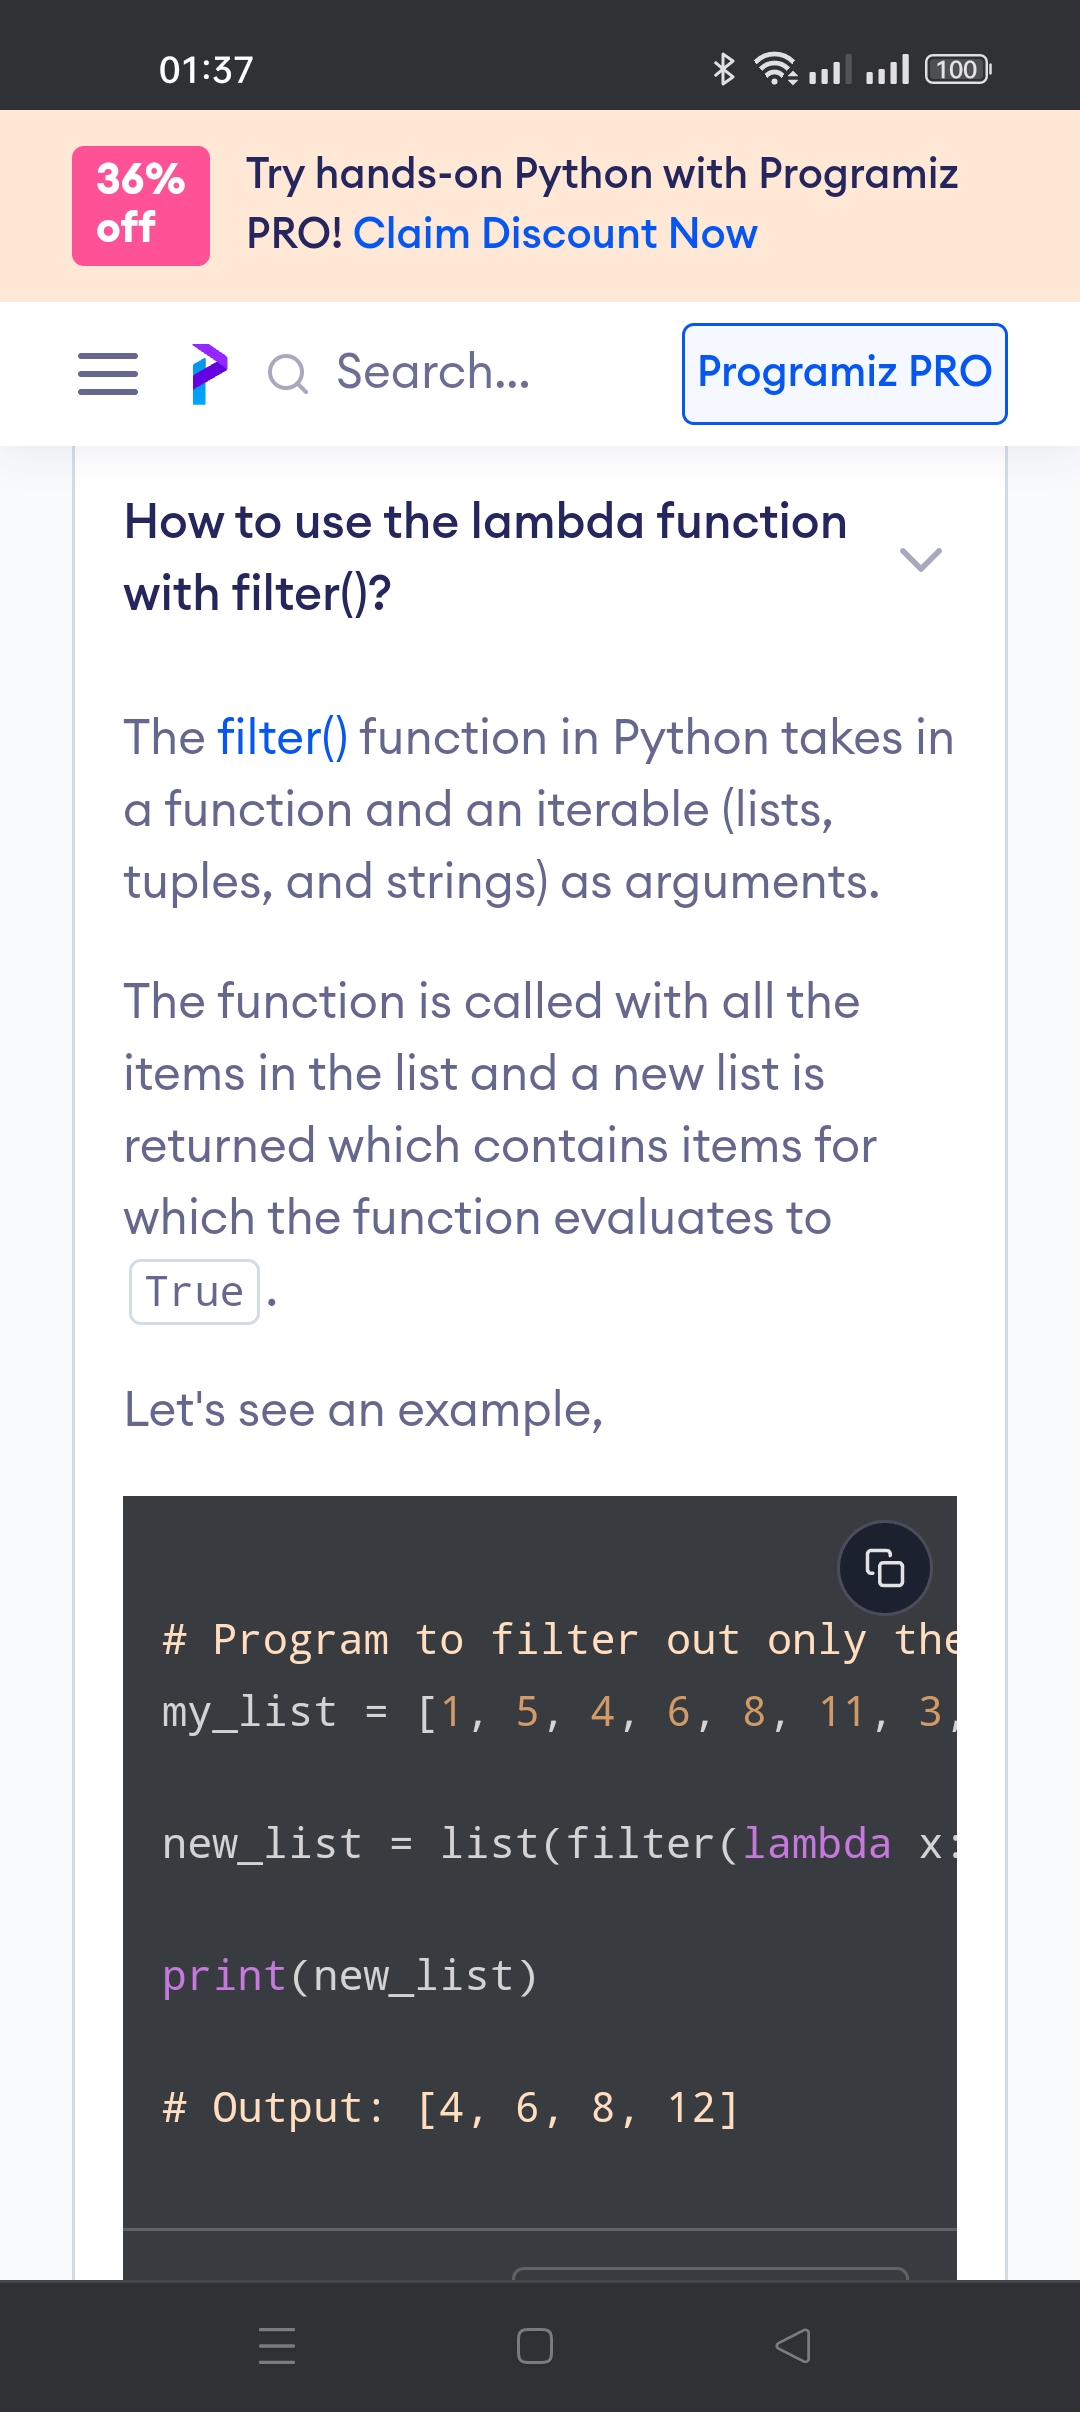 01:37
100
36%
off
Try hands-on Python with Programiz
PRO! Claim Discount Now
Search...
Programiz PRO
How to use the lambda function
with filter()?
The filter() function in Python takes in
a function and an iterable (lists,
tuples, and strings) as arguments.
The function is called with all the
items in the list and a new list is
returned which contains items for
which the function evaluates to
True .
Let's see an example,
# Program to filter out only the
my_list = [1, 5, 4, 6, 8, 11, 3,
new_list = list(filter(lambda x:
print(new_list)
# Output: [4, 6, 8, 12]